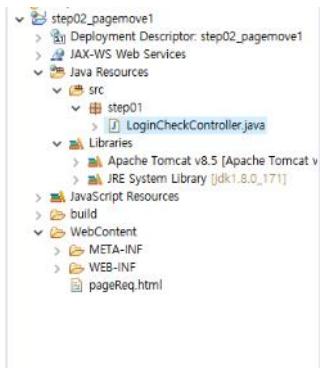 step02_pagemove1
Deployment Descriptor: step02_pagemove1
JAX-WS Web Services
Java Resources
src
step01
LoginCheckController.java
Libraries
Apache Tomcat v8.5 [Apache Tomcat v
JRE System Library [jdk1.8.0_171]
JavaScript Resources
build
WebContent
META-INF
WEB-INF
pageReq.html